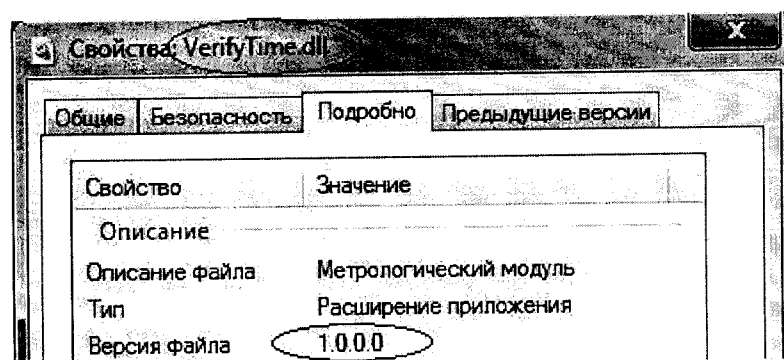 Свойства: VerifyTime.dll
Общие Безопасность Подробно Предыдущие версии
Свойство Значение
Описание
Описание файла Метрологический модуль
Тип Расширение приложения
Версия файла 1.0.0.0